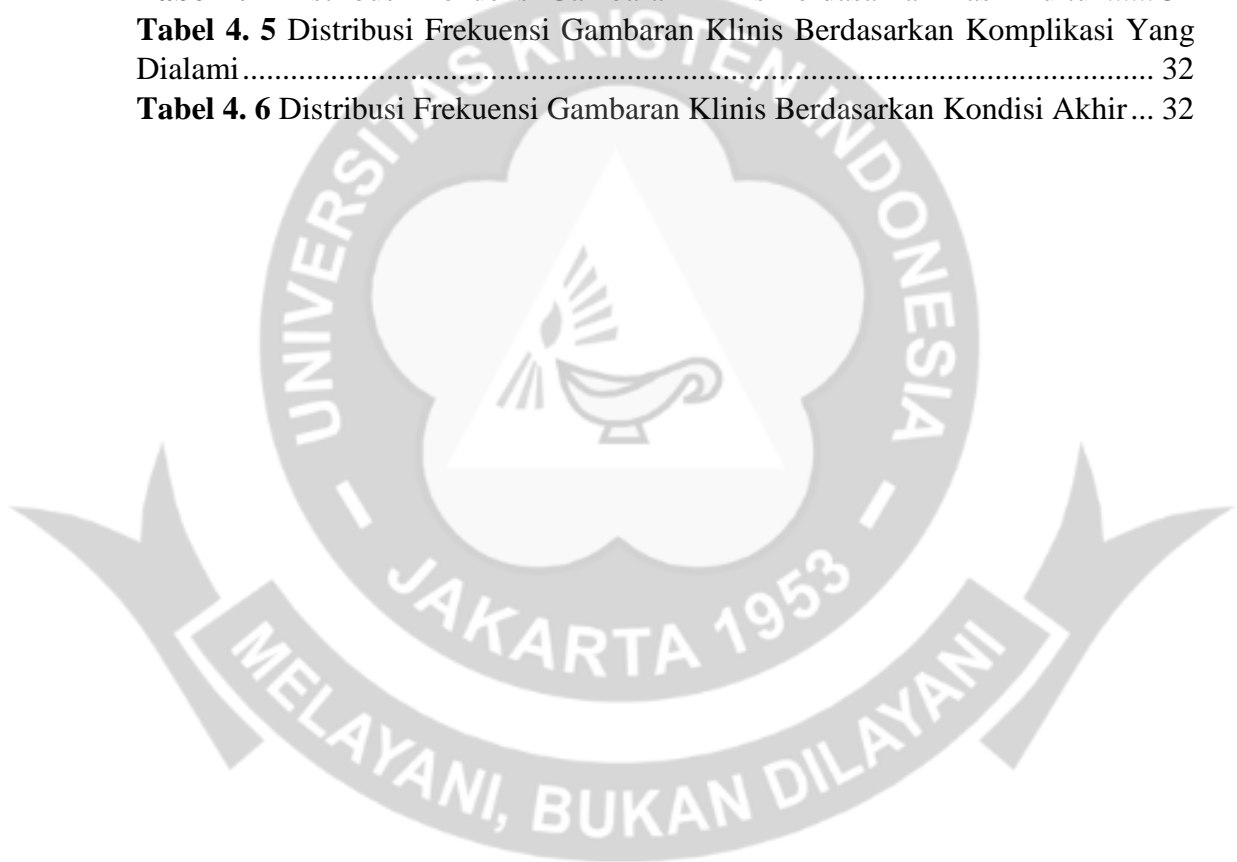 Tabel 4. 5 Distribusi Frekuensi Gambaran Klinis Berdasarkan Komplikasi Yang
Dialami.................................................................................................................. 32
Tabel 4. 6 Distribusi Frekuensi Gambaran Klinis Berdasarkan Kondisi Akhir... 32
UNIVERSITAS KRISTEN INDONESIA
JAKARTA 1953
MELAYANI, BUKAN DILAYANI